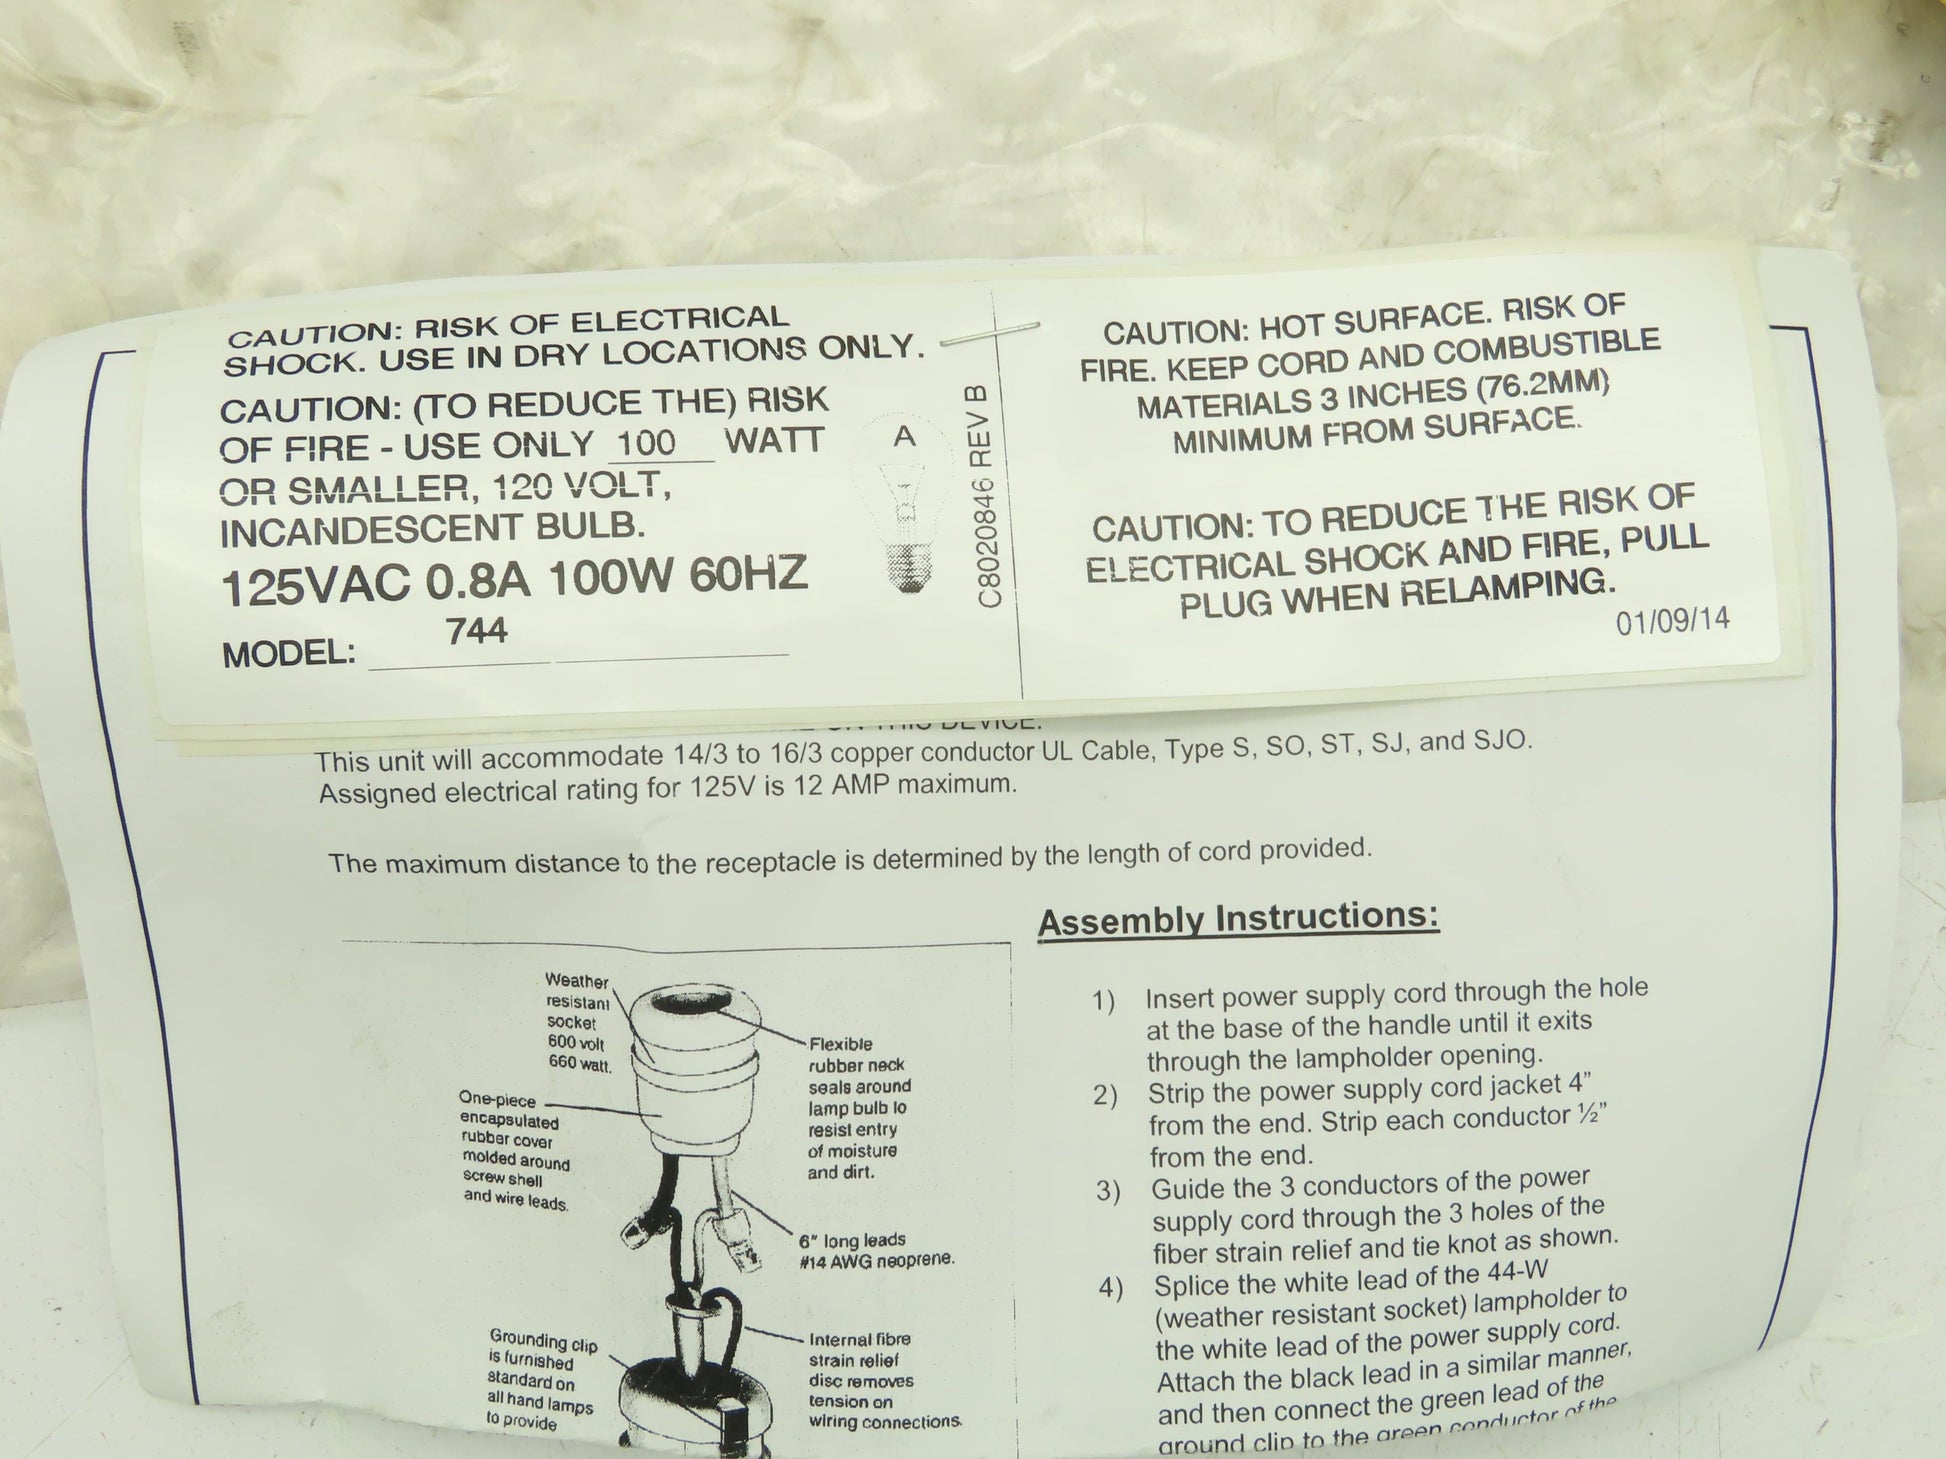 CAUTION: RISK OF ELECTRICAL
SHOCK. USE IN DRY LOCATIONS ONLY.
CAUTION: (TO REDUCE THE) RISK
OF FIRE - USE ONLY 100 WATT
OR SMALLER, 120 VOLT,
INCANDESCENT BULB.
125VAC 0.8A 100W 60HZ
MODEL: 744
A
C8020846 REV B
CAUTION: HOT SURFACE. RISK OF
FIRE. KEEP CORD AND COMBUSTIBLE
MATERIALS 3 INCHES (76.2MM)
MINIMUM FROM SURFACE.
CAUTION: TO REDUCE THE RISK OF
ELECTRICAL SHOCK AND FIRE, PULL
PLUG WHEN RELAMPING.
01/09/14
ON THIS DEVICE.
This unit will accommodate 14/3 to 16/3 copper conductor UL Cable, Type S, SO, ST, SJ, and SJO.
Assigned electrical rating for 125V is 12 AMP maximum.
The maximum distance to the receptacle is determined by the length of cord provided.
Weather
resistant
socket
600 volt
660 watt.
One-piece
encapsulated
rubber cover
molded around
screw shell
and wire leads.
Flexible
rubber neck
seals around
lamp bulb to
resist entry
of moisture
and dirt.
6" long leads
#14 AWG neoprene.
Grounding clip
is furnished
standard on
all hand lamps
to provide
Internal fibre
strain relief
disc removes
tension on
wiring connections.
Assembly Instructions:
1) Insert power supply cord through the hole
at the base of the handle until it exits
through the lampholder opening.
2) Strip the power supply cord jacket 4”
from the end. Strip each conductor ½”
from the end.
3) Guide the 3 conductors of the power
supply cord through the 3 holes of the
fiber strain relief and tie knot as shown.
4) Splice the white lead of the 44-W
(weather resistant socket) lampholder to
the white lead of the power supply cord.
Attach the black lead in a similar manner,
and then connect the green lead of the
ground clip to the green conductor of the